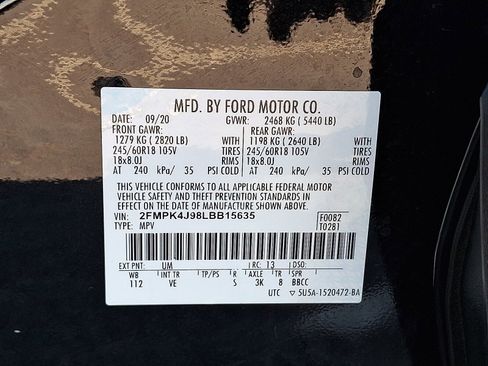 MFD. BY FORD MOTOR CO.
DATE: 09/20 GVWR: 2468 KG ( 5440 LB)
FRONT GAWR: REAR GAWR:
1279 KG ( 2820 LB) WITH 1198 KG ( 2640 LB) WITH
245/60R18 105V TIRES 245/60R18 105V TIRES
18x8.0J RIMS 18x8.0J RIMS
AT 240 kPa/ 35 PSI COLD AT 240 kPa/ 35 PSI COLD
THIS VEHICLE CONFORMS TO ALL APPLICABLE FEDERAL MOTOR
VEHICLE SAFETY AND THEFT PREVENTION STANDARDS IN
EFFECT ON THE DATE OF MANUFACTURE SHOWN ABOVE.
VIN: 2FMPK4J98LBB15635 F0082
TYPE: MPV T0281
EXT PNT: UM RC: 13 DSO:
WB INT TR TP/PS R AXLE TR SPR
112 VE S 3K 8 BBCC
UTC 5U5A-1520472-BA